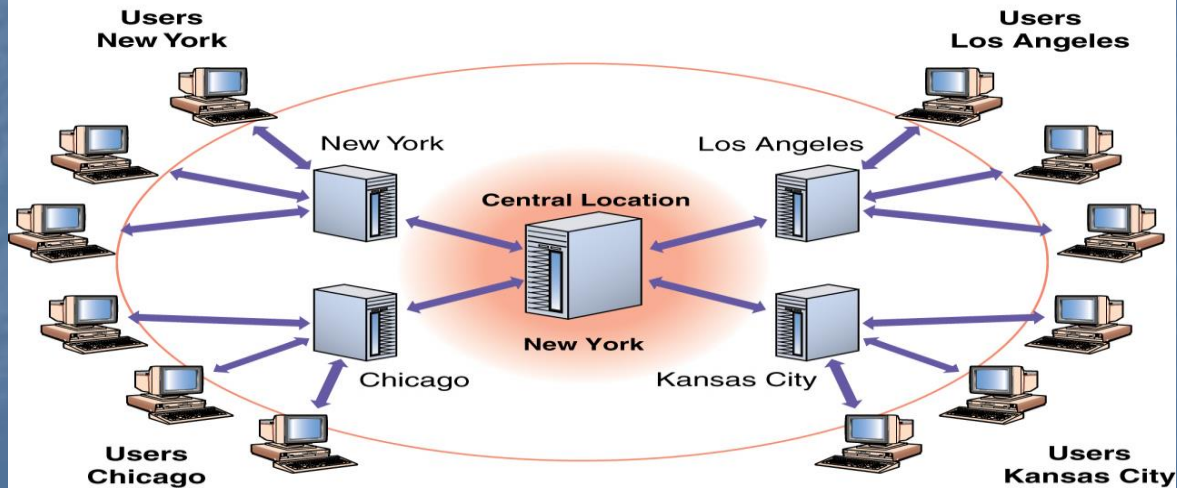 Users
New York
Users
Los Angeles
New York
Los Angeles
Central Location
New York
Chicago
Kansas City
Users
Chicago
Users
Kansas City